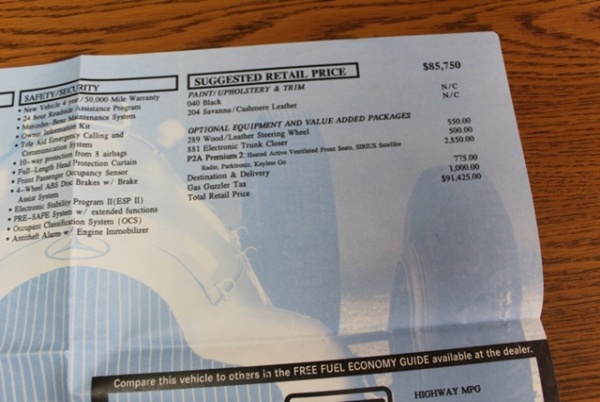 SAFETY/SECURITY
• New Vehicle 4 year/50,000 Mile Warranty
• 24 hour Roadside Assistance Program
• Mercedes-Benz Maintenance System
• Owner Information Kit
• Tele Aid Emergency Calling and
Communication System
• 10-way protection from 8 airbags
• Full-Length Head Protection Curtain
• Front Passenger Occupancy Sensor
• 4-Wheel ABS Disc Brakes w/ Brake
Assist System
• Electronic Stability Program II(ESP II)
• PRE-SAFE System w/ extended functions
• Occupant Classification System (OCS)
• Antitheft Alarm w/ Engine Immobiliser
SUGGESTED RETAIL PRICE $85,750
PAINT/UPHOLSTERY & TRIM
040 Black N/C
204 Savanna/Cashmere Leather N/C
OPTIONAL EQUIPMENT AND VALUE ADDED PACKAGES
289 Wood/Leather Steering Wheel 550.00
881 Electronic Trunk Closer 500.00
P2A Premium 2: Heated Active Ventilated Front Seats, SIRIUS Satellite 2,850.00
Radio, Parktronic, Keyless Go
Destination & Delivery 775.00
Gas Guzzler Tax 1,000.00
Total Retail Price $91,425.00
Compare this vehicle to others in the FREE FUEL ECONOMY GUIDE available at the dealer.
HIGHWAY MPG